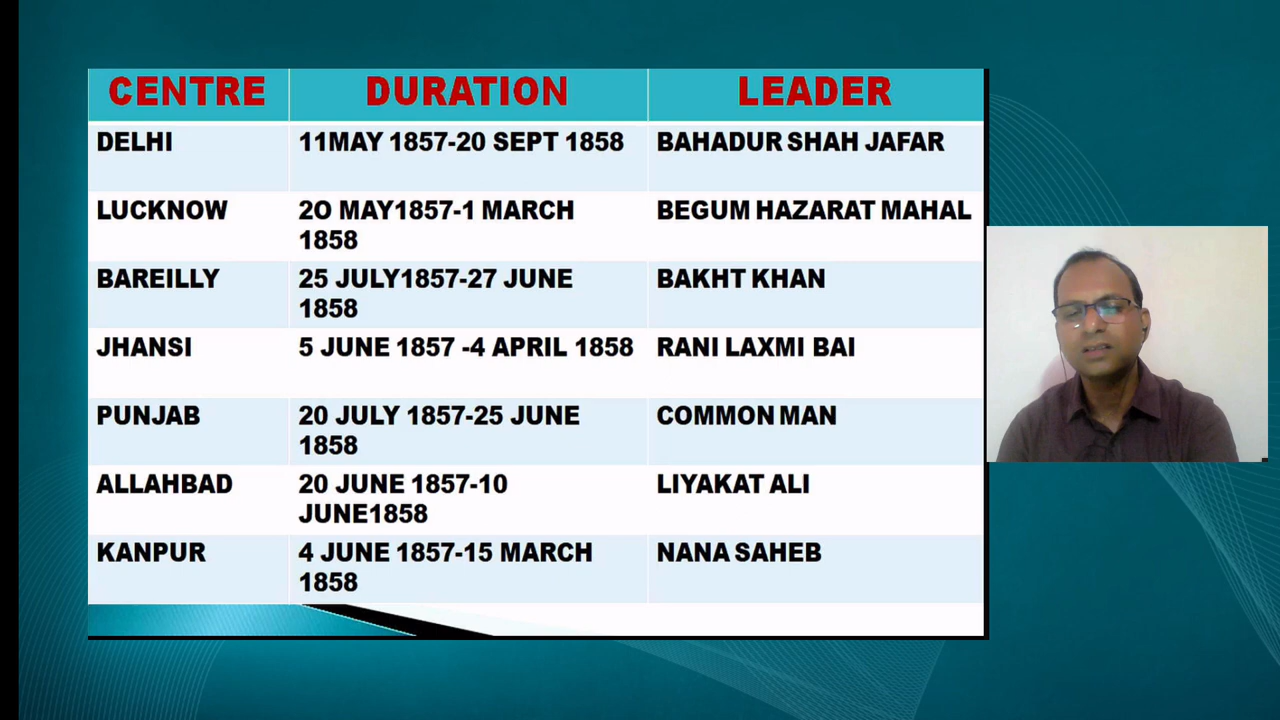 CENTRE DURATION LEADER
DELHI 11MAY 1857-20 SEPT 1858 BAHADUR SHAH JAFAR
LUCKNOW 2O MAY1857-1 MARCH 1858 BEGUM HAZARAT MAHAL
BAREILLY 25 JULY1857-27 JUNE 1858 BAKHT KHAN
JHANSI 5 JUNE 1857 -4 APRIL 1858 RANI LAXMI BAI
PUNJAB 20 JULY 1857-25 JUNE 1858 COMMON MAN
ALLAHBAD 20 JUNE 1857-10 JUNE1858 LIYAKAT ALI
KANPUR 4 JUNE 1857-15 MARCH 1858 NANA SAHEB